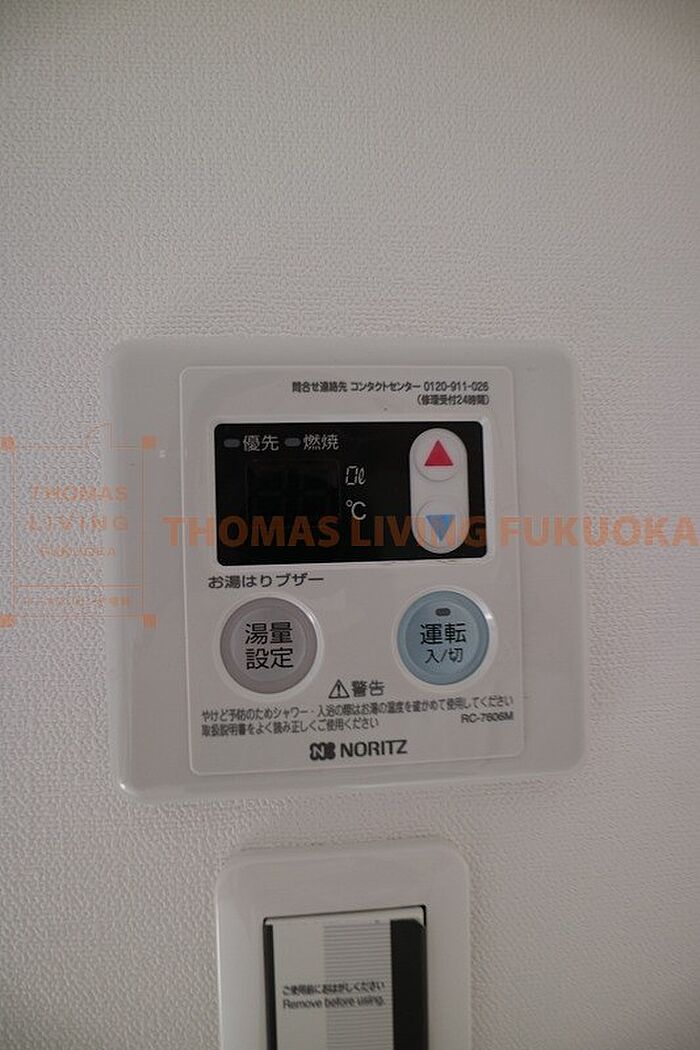 問合せ連絡先 コンタクトセンター 0120-911-026
(修理受付24時間)
優先 燃焼
℃
THOMAS
LIVING
FUKUOKA
THOMAS LIVING FUKUOKA
お湯はりブザー
湯量
設定
運転
入/切
⚠警告
やけど予防のためシャワー・入浴の際はお湯の温度を確かめて使用してください
取扱説明書をよく読み正しくご使用ください
RC-7606M
NORITZ
ご使用前におはがしください
Remove before using.